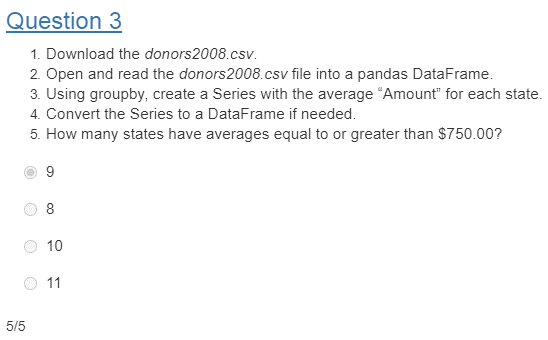 Question 3
1. Download the donors2008.csv.
2. Open and read the donors2008.csv file into a pandas DataFrame.
3. Using groupby, create a Series with the average “Amount” for each state.
4. Convert the Series to a DataFrame if needed.
5. How many states have averages equal to or greater than $750.00?
9
8
10
11
5/5